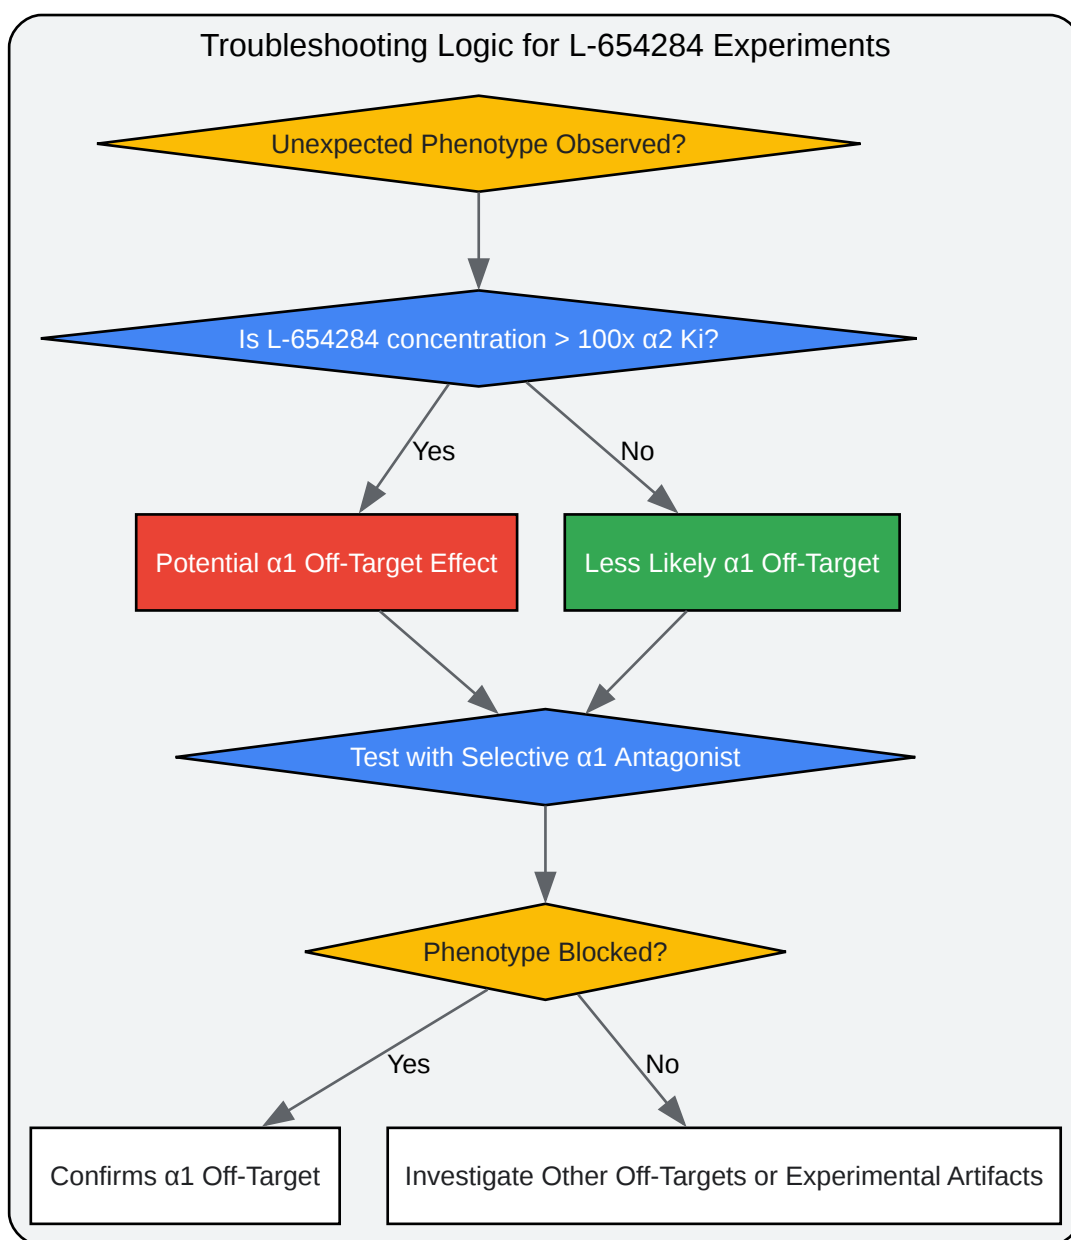 Troubleshooting Logic for L-654284 Experiments
Unexpected Phenotype Observed?
Is L-654284 concentration > 100x α2 Ki?
Yes
No
Potential α1 Off-Target Effect
Less Likely α1 Off-Target
Test with Selective α1 Antagonist
Phenotype Blocked?
Yes
No
Confirms α1 Off-Target
Investigate Other Off-Targets or Experimental Artifacts